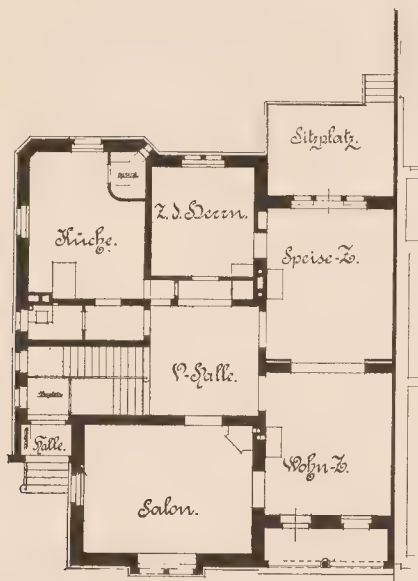 Sitzplatz.
Küche.
Z. d. Herrn.
Speise-Z.
V-Halle.
Halle.
Salon.
Wohn-Z.